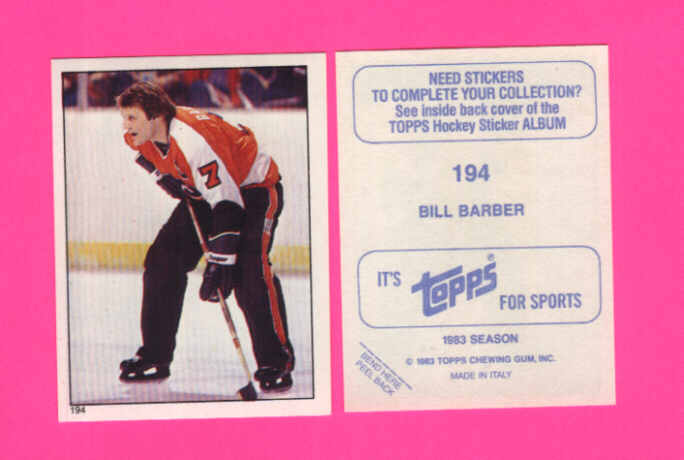 7
194
NEED STICKERS
TO COMPLETE YOUR COLLECTION?
See inside back cover of the
TOPPS Hockey Sticker ALBUM
194
BILL BARBER
IT'S topps® FOR SPORTS
1983 SEASON
© 1983 TOPPS CHEWING GUM, INC.
MADE IN ITALY
BEND HERE
PEEL BACK